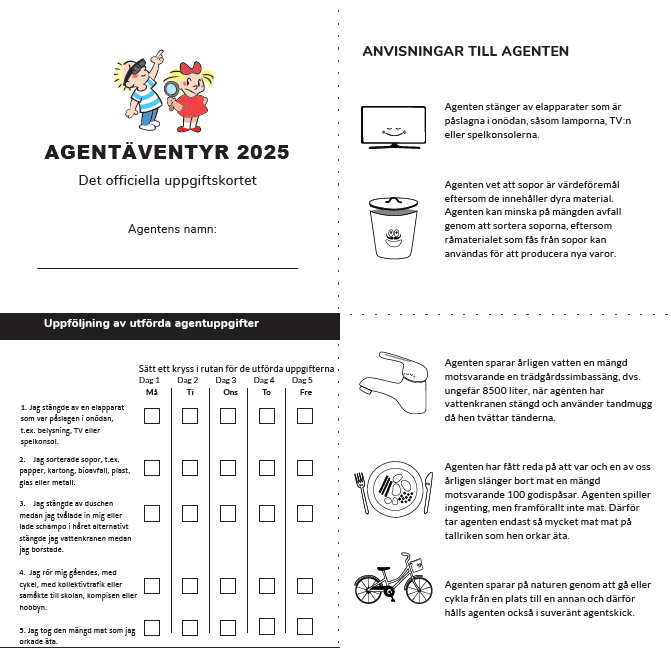 AGENTÄVENTYR 2025
Det officiella uppgiftskortet
Agentens namn:
ANVISNINGAR TILL AGENTEN
Agenten stänger av elapparater som är
påslagna i onödan, såsom lamporna, TV:n
eller spelkonsolerna.
Agenten vet att sopor är värdeföremål
eftersom de innehåller dyra material.
Agenten kan minska på mängden avfall
genom att sortera soporna, eftersom
råmaterialet som fås från sopor kan
användas för att producera nya varor.
Uppföljning av utförda agentuppgifter
Sätt ett kryss i rutan för de utförda uppgifterna
Dag 1 Dag 2 Dag 3 Dag 4 Dag 5
Må Ti Ons To Fre
1. Jag stängde av en elapparat
som var påslagen i onödan,
t.ex. belysning, TV eller
spelkonsol.
2. Jag sorterade sopor, t.ex.
papper, kartong, bioavfall, plast,
glas eller metall.
3. Jag stängde av duschen
medan jag tvålade in mig eller
lade schampo i håret alternativt
stängde jag vattenkranen medan
jag borstade.
4. Jag rör mig gåendes, med
cykel, med kollektivtrafik eller
samåkte till skolan, kompisen eller
hobbyn.
5. Jag tog den mängd mat som jag
orkade äta.
Agenten sparar årligen vatten en mängd
motsvarande en trädgårdssimbassäng, dvs.
ungefär 8500 liter, när agenten har
vattenkranen stängd och använder tandmugg
då hen tvättar tänderna.
Agenten har fått reda på att var och en av oss
årligen slänger bort mat en mängd
motsvarande 100 godispåsar. Agenten spiller
ingenting, men framförallt inte mat. Därför
tar agenten endast så mycket mat mat på
tallriken som hen orkar äta.
Agenten sparar på naturen genom att gå eller
cykla från en plats till en annan och därför
hålls agenten också i suveränt agentskick.